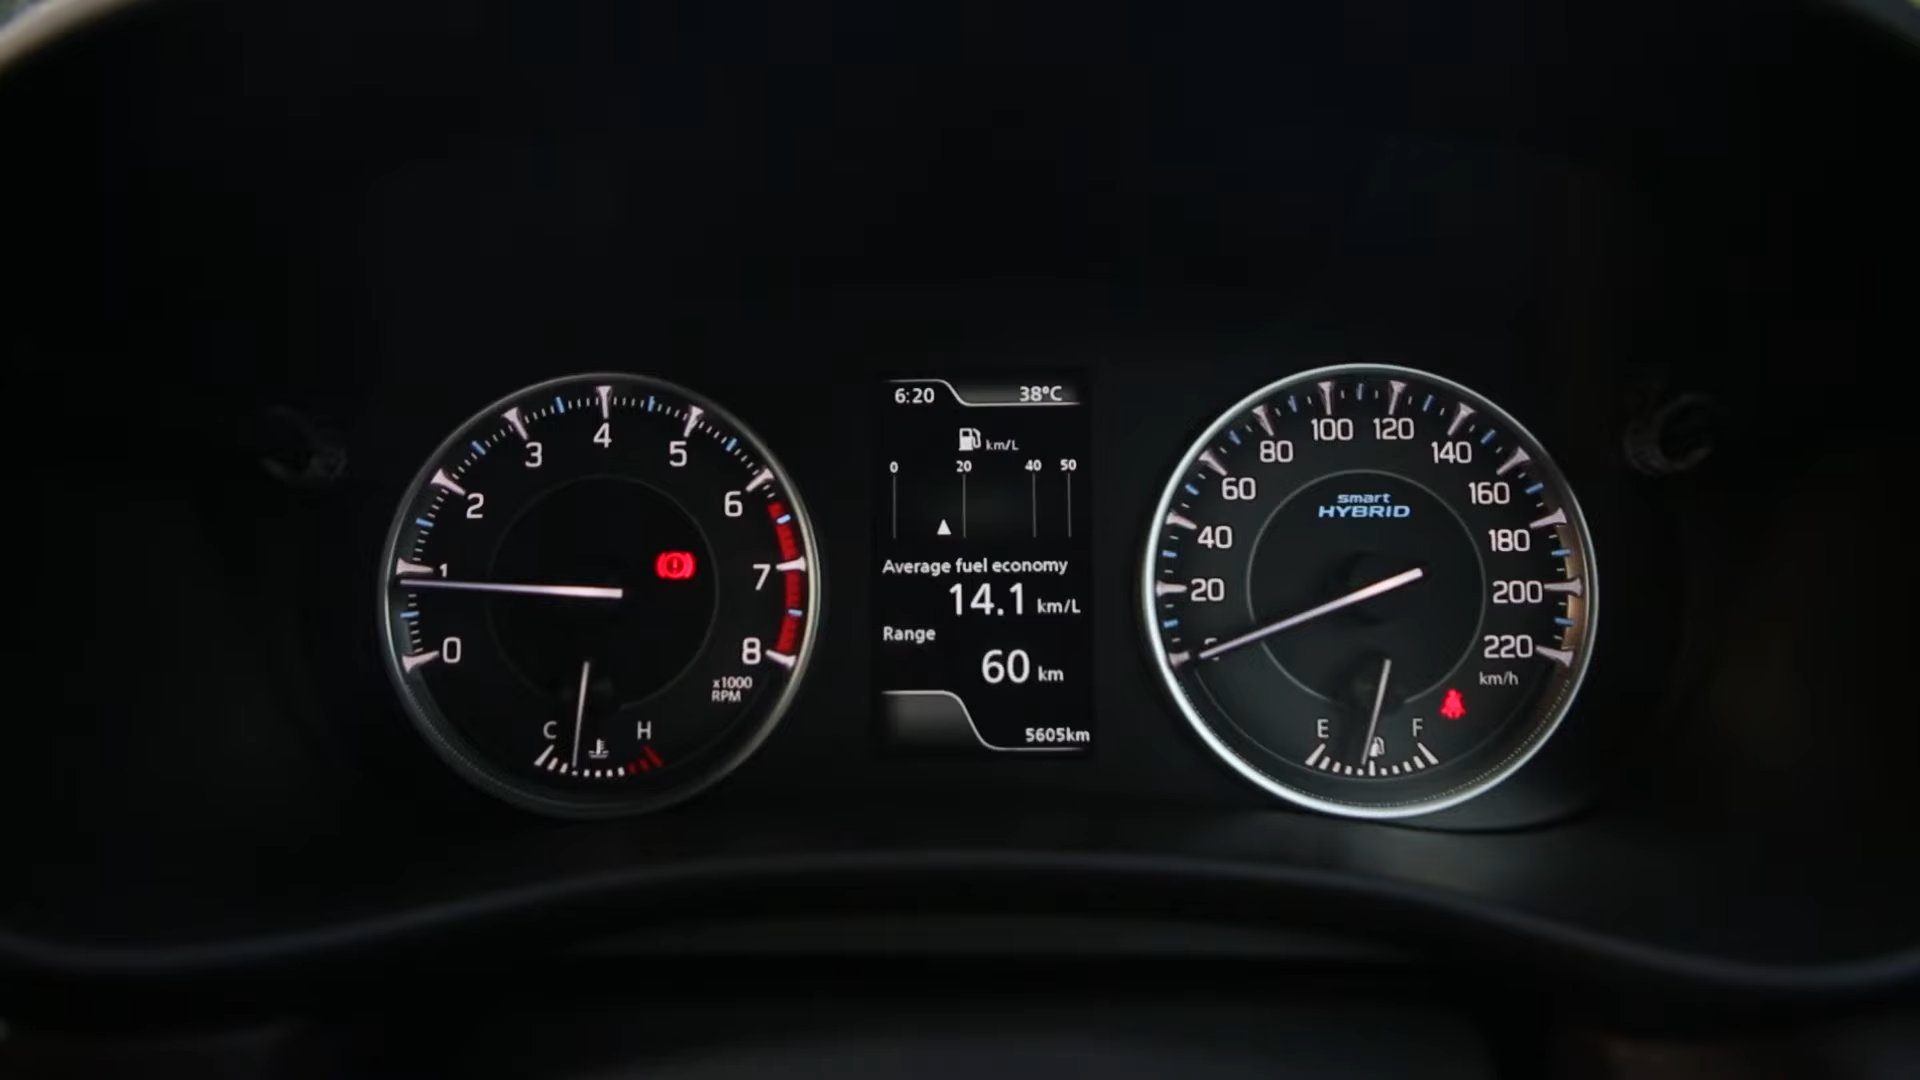 0
1
2
3
4
5
6
7
8
x1000
RPM
C
H
6:20 38°C
km/L
0 20 40 50
Average fuel economy
14.1 km/L
Range
60 km
5605km
20
40
60
80
100
120
140
160
180
200
220
km/h
smart
HYBRID
E
F